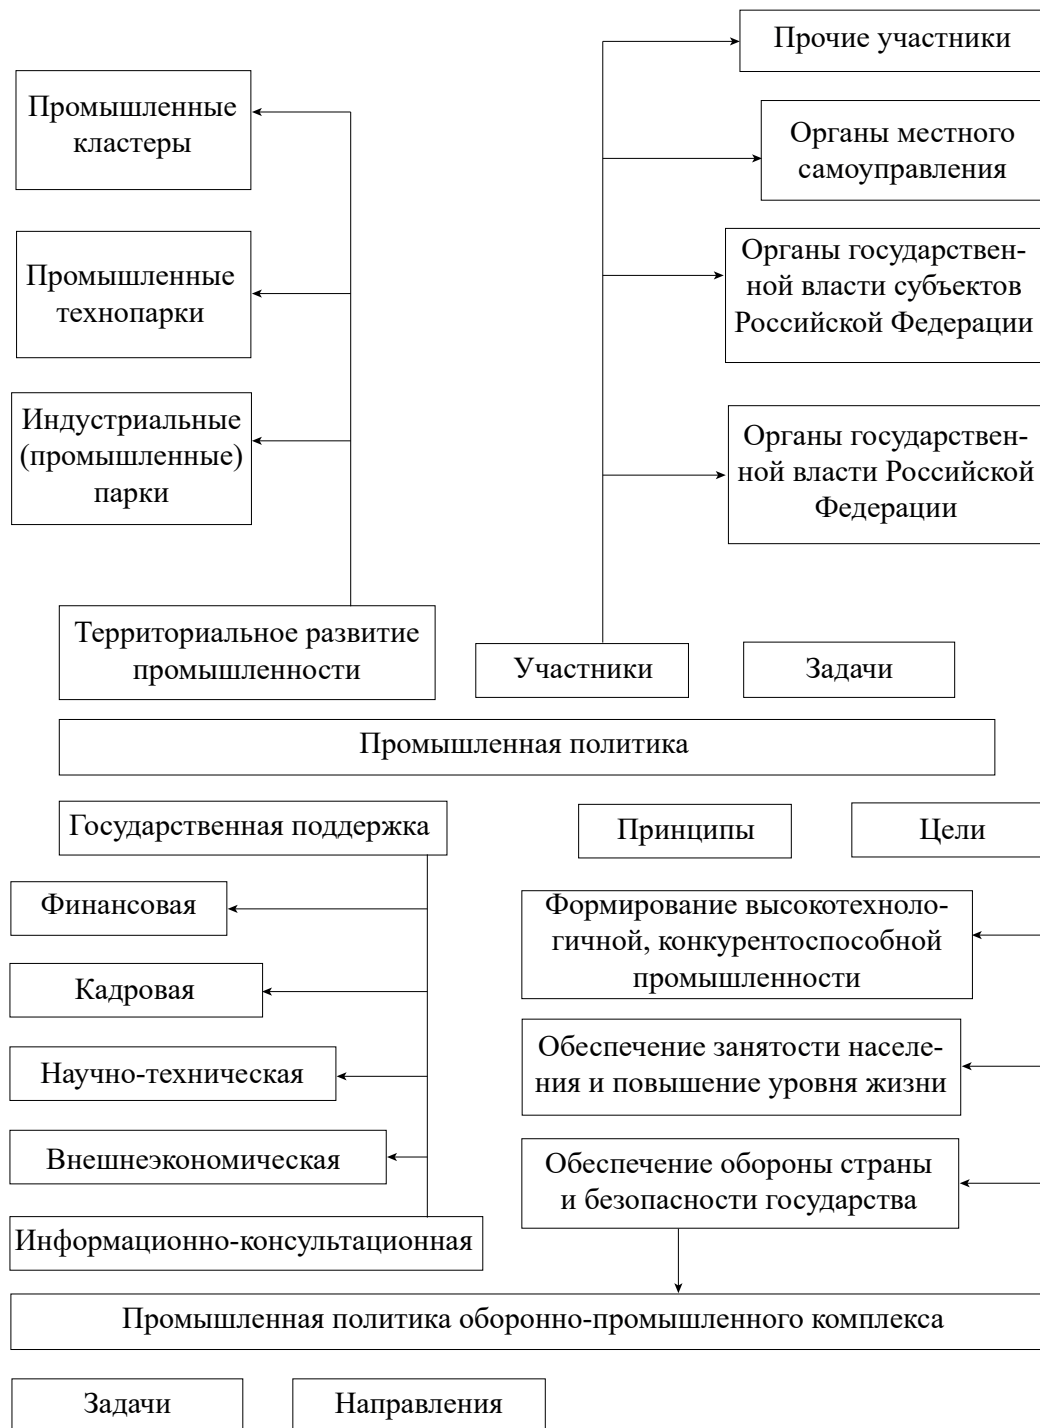 Прочие участники
Промышленные
кластеры
Органы местного
самоуправления
Промышленные
технопарки
Органы государствен-
ной власти субъектов
Российской Федерации
Индустриальные
(промышленные)
парки
Органы государствен-
ной власти Российской
Федерации
Территориальное развитие
промышленности
Участники
Задачи
Промышленная политика
Государственная поддержка
Принципы
Цели
Финансовая
Кадровая
Научно-техническая
Внешнеэкономическая
Информационно-консультационная
Формирование высокотехноло-
гичной, конкурентоспособной
промышленности
Обеспечение занятости населе-
ния и повышение уровня жизни
Обеспечение обороны страны
и безопасности государства
Промышленная политика оборонно-промышленного комплекса
Задачи
Направления